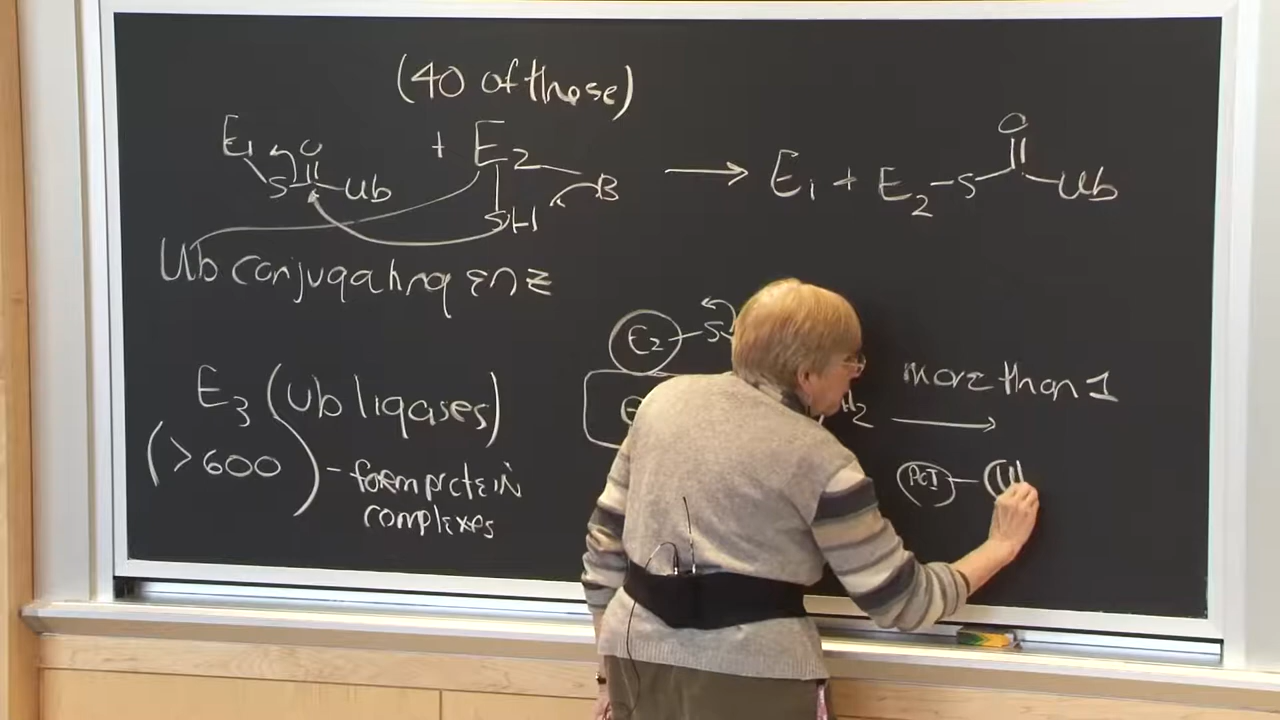 (40 of these)
O
E1 O + E2 → E1 + E2-S Ub
S Ub B
SH
Ub conjugating enz
E2-S
more than 1
E3 (Ub ligases)
H2 →
(>600) - form protein
complexes